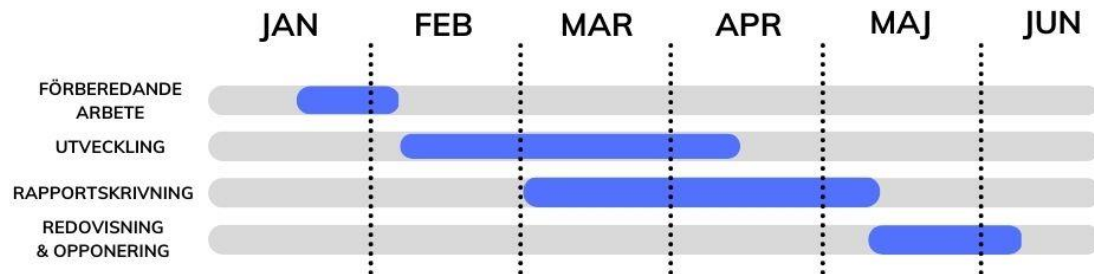 JAN FEB MAR APR MAJ JUN
FÖRBEREDANDE
ARBETE
UTVECKLING
RAPPORTSKRIVNING
REDOVISNING
& OPPONERING